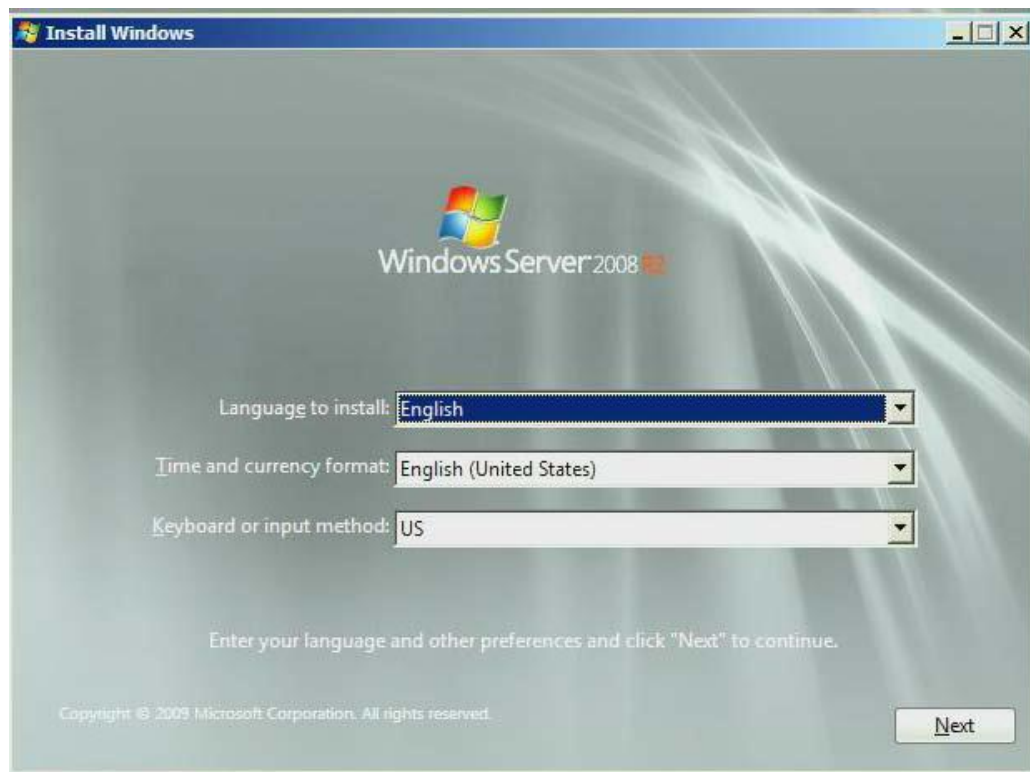 Install Windows
Windows Server 2008 R2
Language to install: English
Time and currency format: English (United States)
Keyboard or input method: US
Enter your language and other preferences and click "Next" to continue.
Copyright © 2009 Microsoft Corporation. All rights reserved.
Next